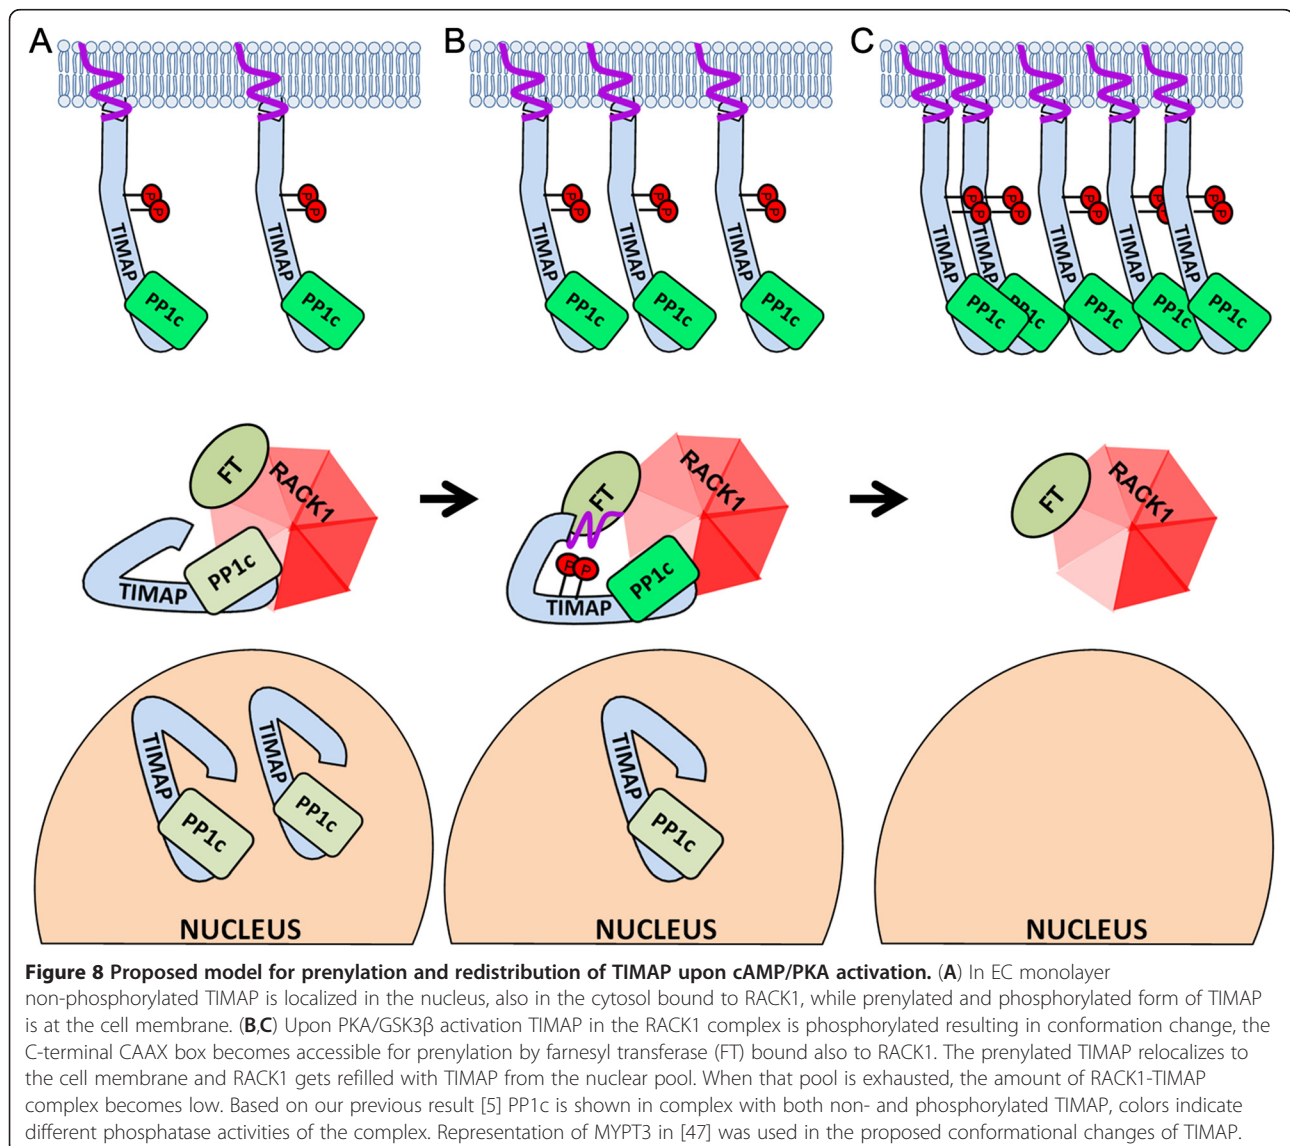 A B C
P P P P
P P P P P P
P P P P P P P P P
TIMAP TIMAP
TIMAP TIMAP TIMAP
TIMAP TIMAP TIMAP TIMAP TIMAP
PP1c PP1c
PP1c PP1c PP1c
PP1c PP1c PP1c PP1c PP1c
FT RACK1
TIMAP PP1c
FT RACK1
P P
TIMAP PP1c
FT RACK1
TIMAP TIMAP
PP1c PP1c
NUCLEUS
TIMAP
PP1c
NUCLEUS
NUCLEUS
Figure 8 Proposed model for prenylation and redistribution of TIMAP upon cAMP/PKA activation. (A) In EC monolayer
non-phosphorylated TIMAP is localized in the nucleus, also in the cytosol bound to RACK1, while prenylated and phosphorylated form of TIMAP
is at the cell membrane. (B,C) Upon PKA/GSK3β activation TIMAP in the RACK1 complex is phosphorylated resulting in conformation change, the
C-terminal CAAX box becomes accessible for prenylation by farnesyl transferase (FT) bound also to RACK1. The prenylated TIMAP relocalizes to
the cell membrane and RACK1 gets refilled with TIMAP from the nuclear pool. When that pool is exhausted, the amount of RACK1-TIMAP
complex becomes low. Based on our previous result [5] PP1c is shown in complex with both non- and phosphorylated TIMAP, colors indicate
different phosphatase activities of the complex. Representation of MYPT3 in [47] was used in the proposed conformational changes of TIMAP.